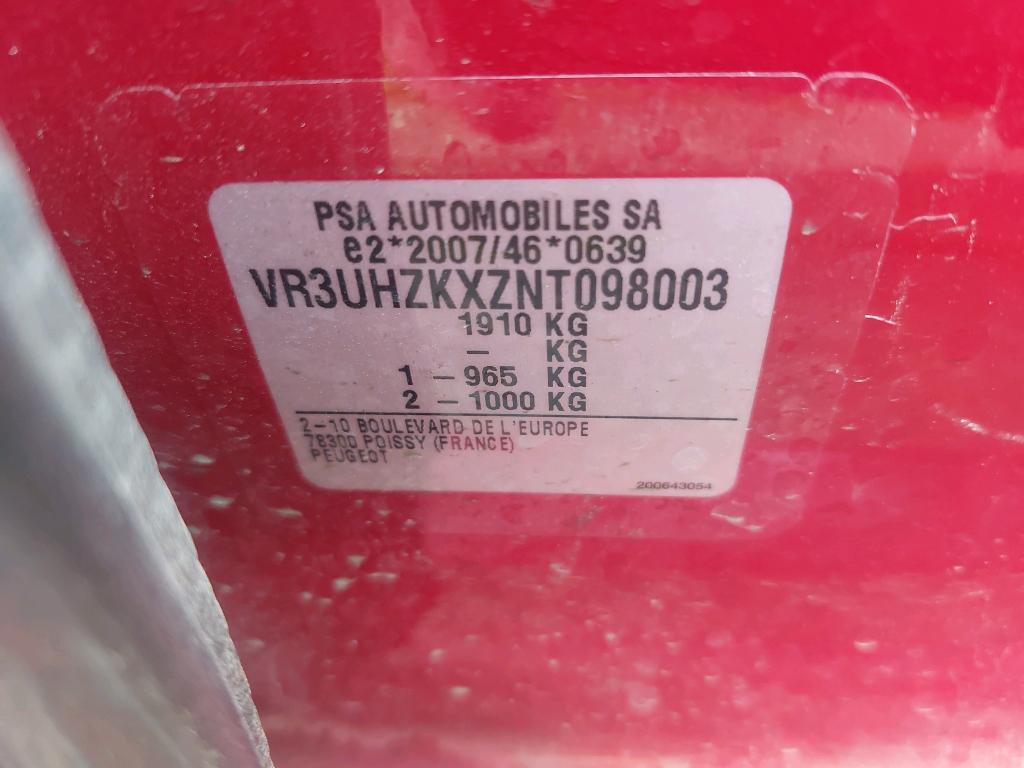 PSA AUTOMOBILES SA
e2*2007/46*0639
VR3UHZKXZNT098003
1910 KG
— KG
1 — 965 KG
2 — 1000 KG
2-10 BOULEVARD DE L'EUROPE
78300 POISSY (FRANCE)
PEUGEOT
200643054